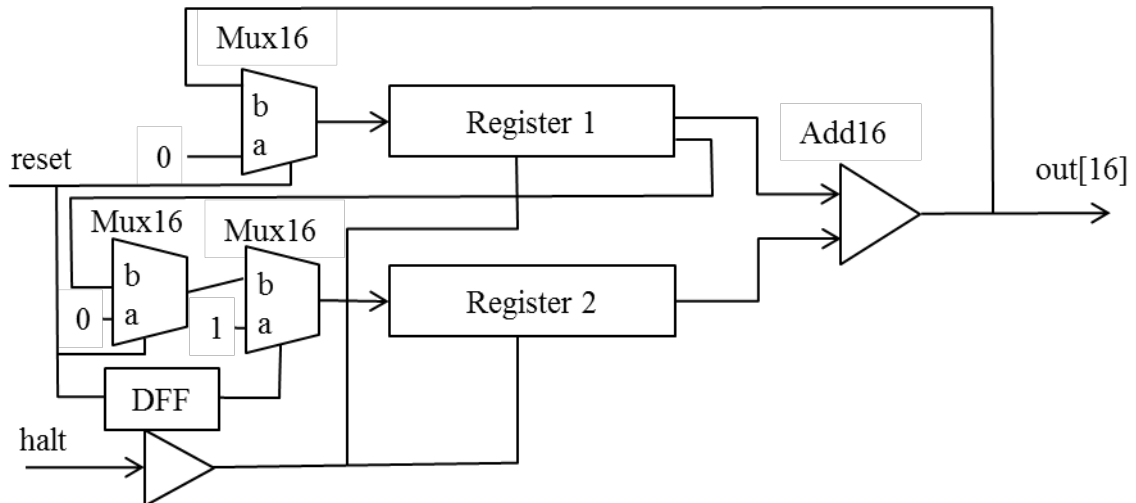 Mux16
b
a
0
reset
Register 1
Add16
out[16]
Mux16
b
a
0
Mux16
b
a
1
Register 2
DFF
halt